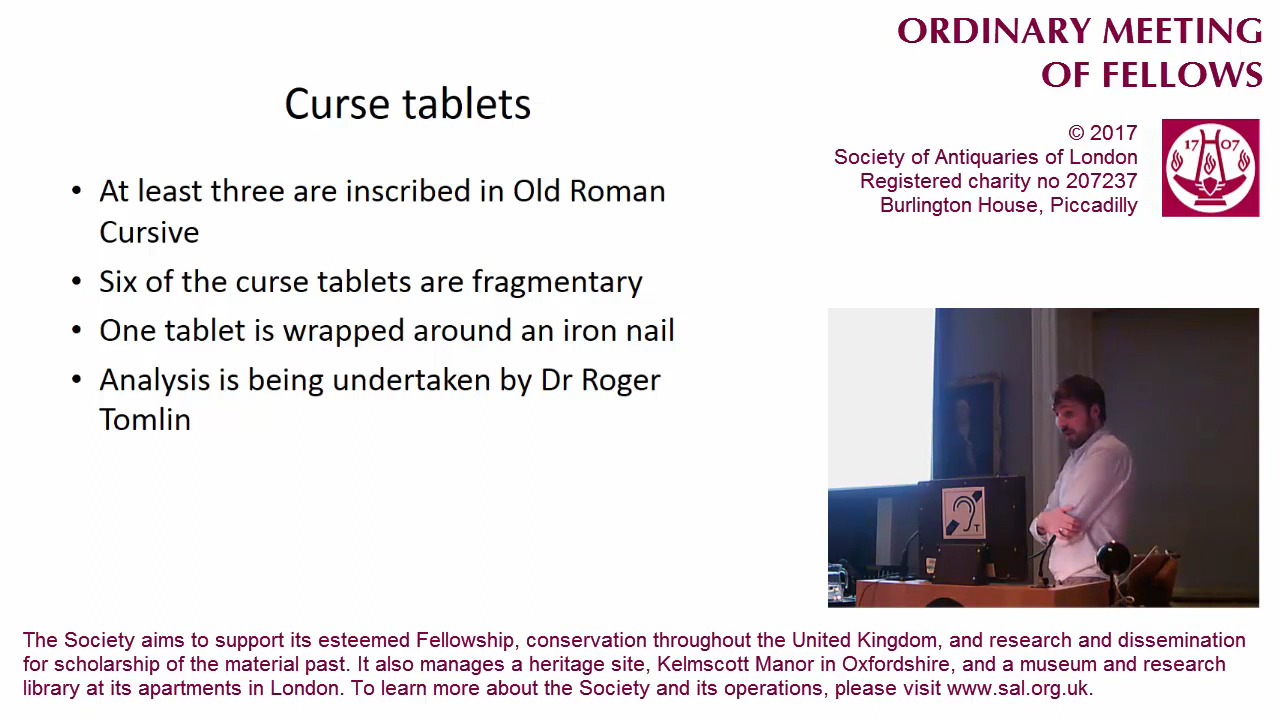 Curse tablets
• At least three are inscribed in Old Roman
Cursive
• Six of the curse tablets are fragmentary
• One tablet is wrapped around an iron nail
• Analysis is being undertaken by Dr Roger
Tomlin
ORDINARY MEETING
OF FELLOWS
© 2017
Society of Antiquaries of London
Registered charity no 207237
Burlington House, Piccadilly
17 07
T
The Society aims to support its esteemed Fellowship, conservation throughout the United Kingdom, and research and dissemination
for scholarship of the material past. It also manages a heritage site, Kelmscott Manor in Oxfordshire, and a museum and research
library at its apartments in London. To learn more about the Society and its operations, please visit www.sal.org.uk.